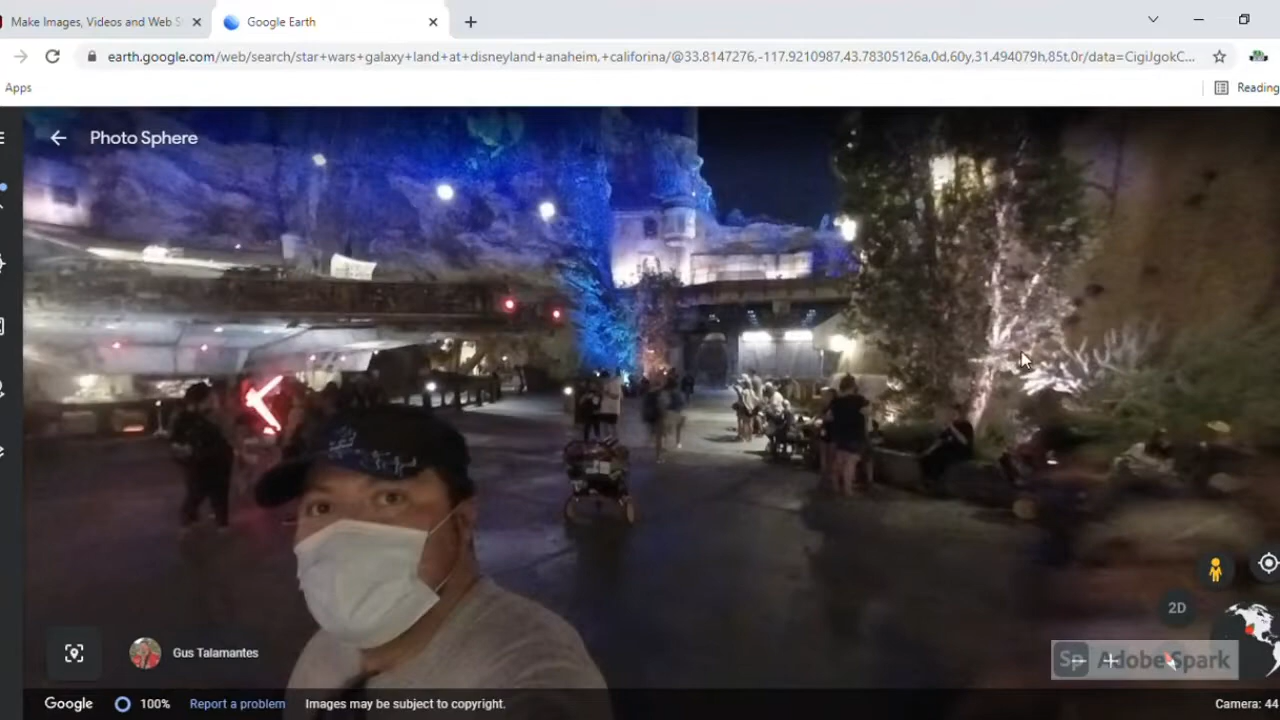 Make Images, Videos and Web S
Google Earth
earth.google.com/web/search/star+wars+galaxy+land+at+disneyland+anaheim,+califorina/@33.8147276,-117.9210987,43.78305126a,0d,60y,31.494079h,85t,0r/data=CigiJgokC...
Apps
Reading
Photo Sphere
2D
Gus Talamantes
Sp Adobe Spark
Google
100%
Report a problem
Images may be subject to copyright.
Camera: 44